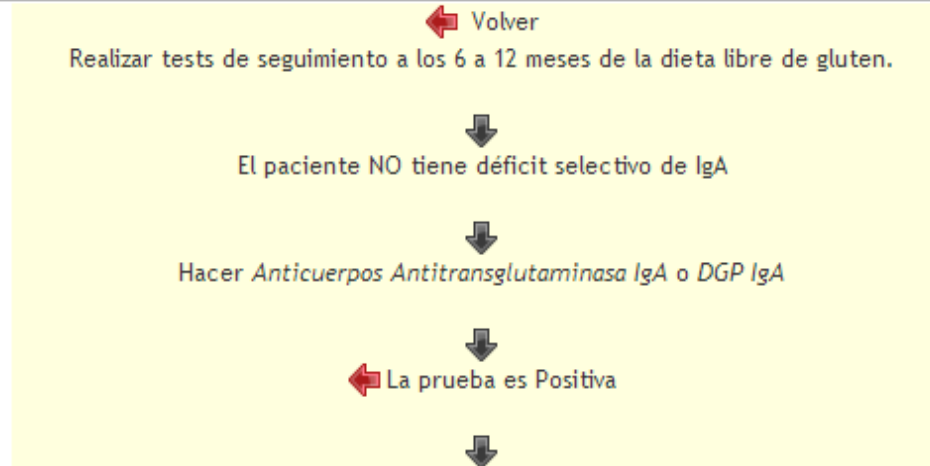 Volver
Realizar tests de seguimiento a los 6 a 12 meses de la dieta libre de gluten.
El paciente NO tiene déficit selectivo de IgA
Hacer Anticuerpos Antitransglutaminasa IgA o DGP IgA
La prueba es Positiva